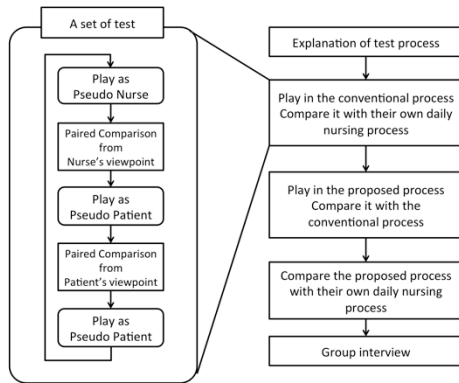 A set of test
Play as
Pseudo Nurse
Paired Comparison
from
Nurse's viewpoint
Play as
Pseudo Patient
Paired Comparison
from
Patient's viewpoint
Play as
Pseudo Patient
Explanation of test process
Play in the conventional process
Compare it with their own daily
nursing process
Play in the proposed process
Compare it with the
conventional process
Compare the proposed process
with their own daily nursing
process
Group interview